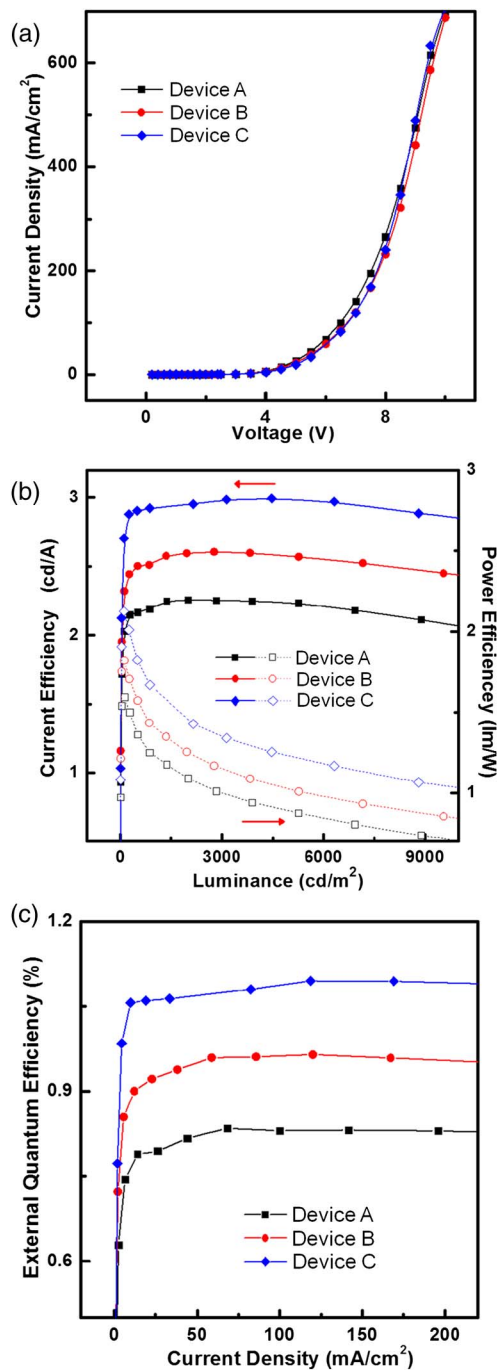 (a)
600
400
200
0
Current Density (mA/cm²)
Device A
Device B
Device C
0
4
8
Voltage (V)
(b)
3
2
1
Current Efficiency (cd/A)
3
2
1
Power Efficiencey (lm/W)
Device A
Device B
Device C
0
3000
6000
9000
Luminance (cd/m²)
(c)
1.2
0.9
0.6
External Quantum Efficiency (%)
Device A
Device B
Device C
0
50
100
150
200
Current Density (mA/cm²)